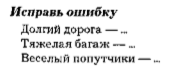 Исправь ошибку
Долгий дорога — ...
Тяжелая багаж — ...
Веселый попутчики — ...